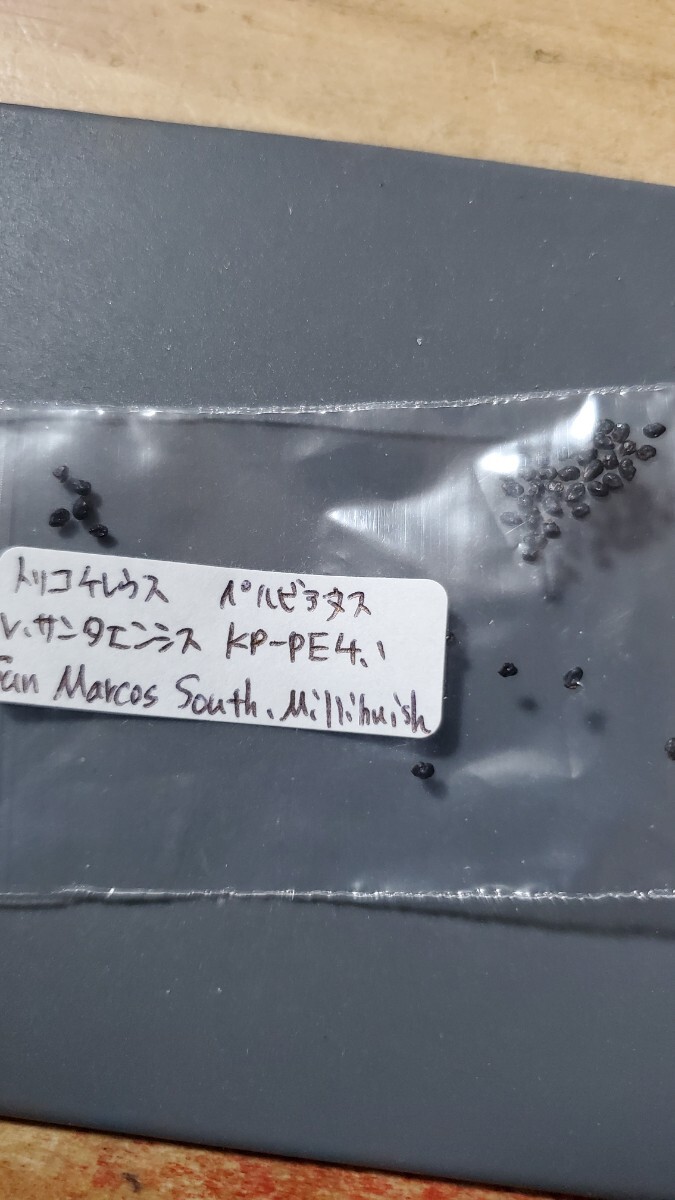 トリコケレウス ペルビアヌス
V.サンタエンシス KP-PE4.1
San Marcos South. Millihuish